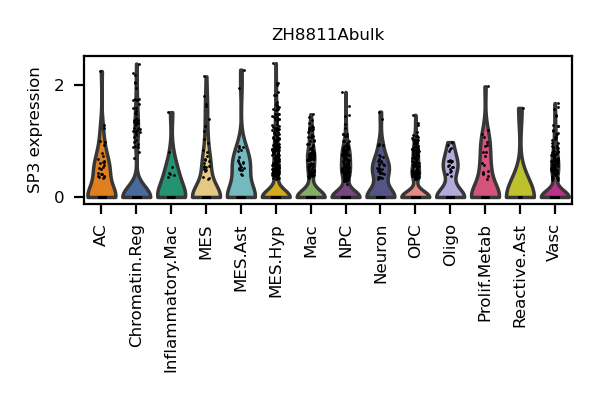 ZH8811Abulk
SP3 expression
2
0
AC
Chromatin.Reg
Inflammatory.Mac
MES
MES.Ast
MES.Hyp
Mac
NPC
Neuron
OPC
Oligo
Prolif.Metab
Reactive.Ast
Vasc